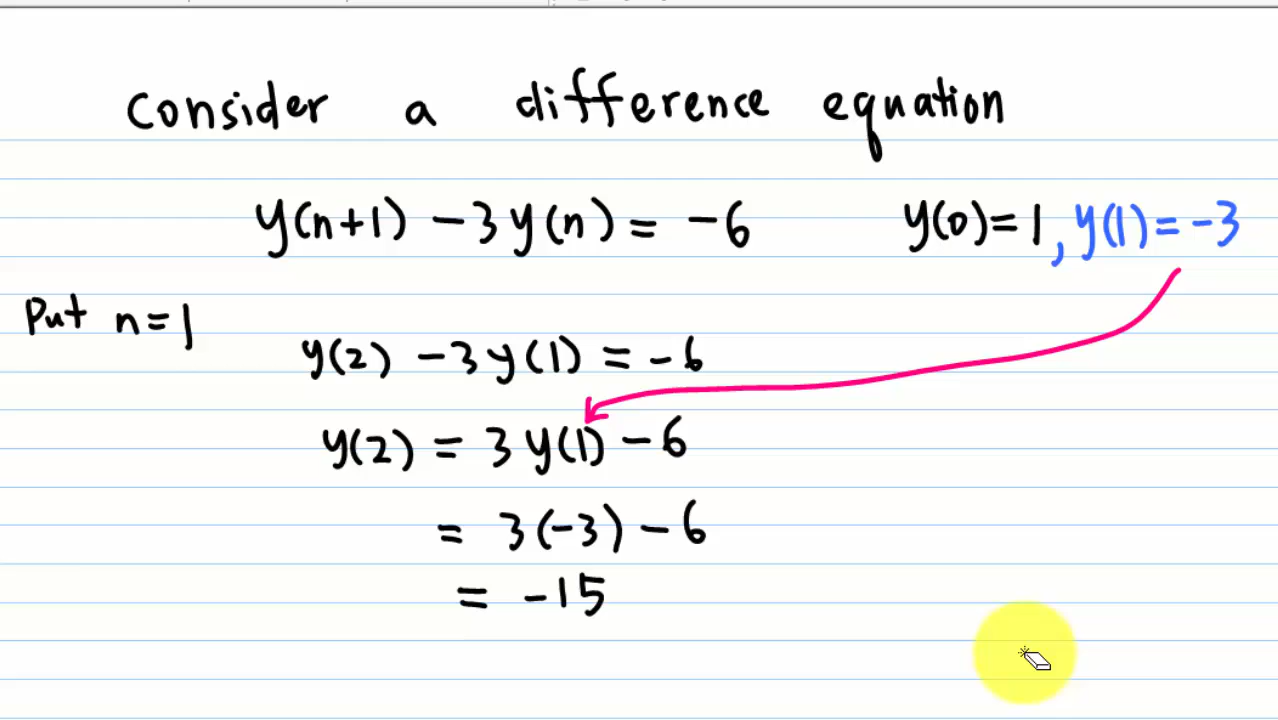 Consider a difference equation
y(n+1) -3y(n) = -6 y(0)=1, y(1)= -3
Put n=1
y(2) -3y(1) = -6
y(2) = 3y(1) -6
= 3(-3) -6
= -15